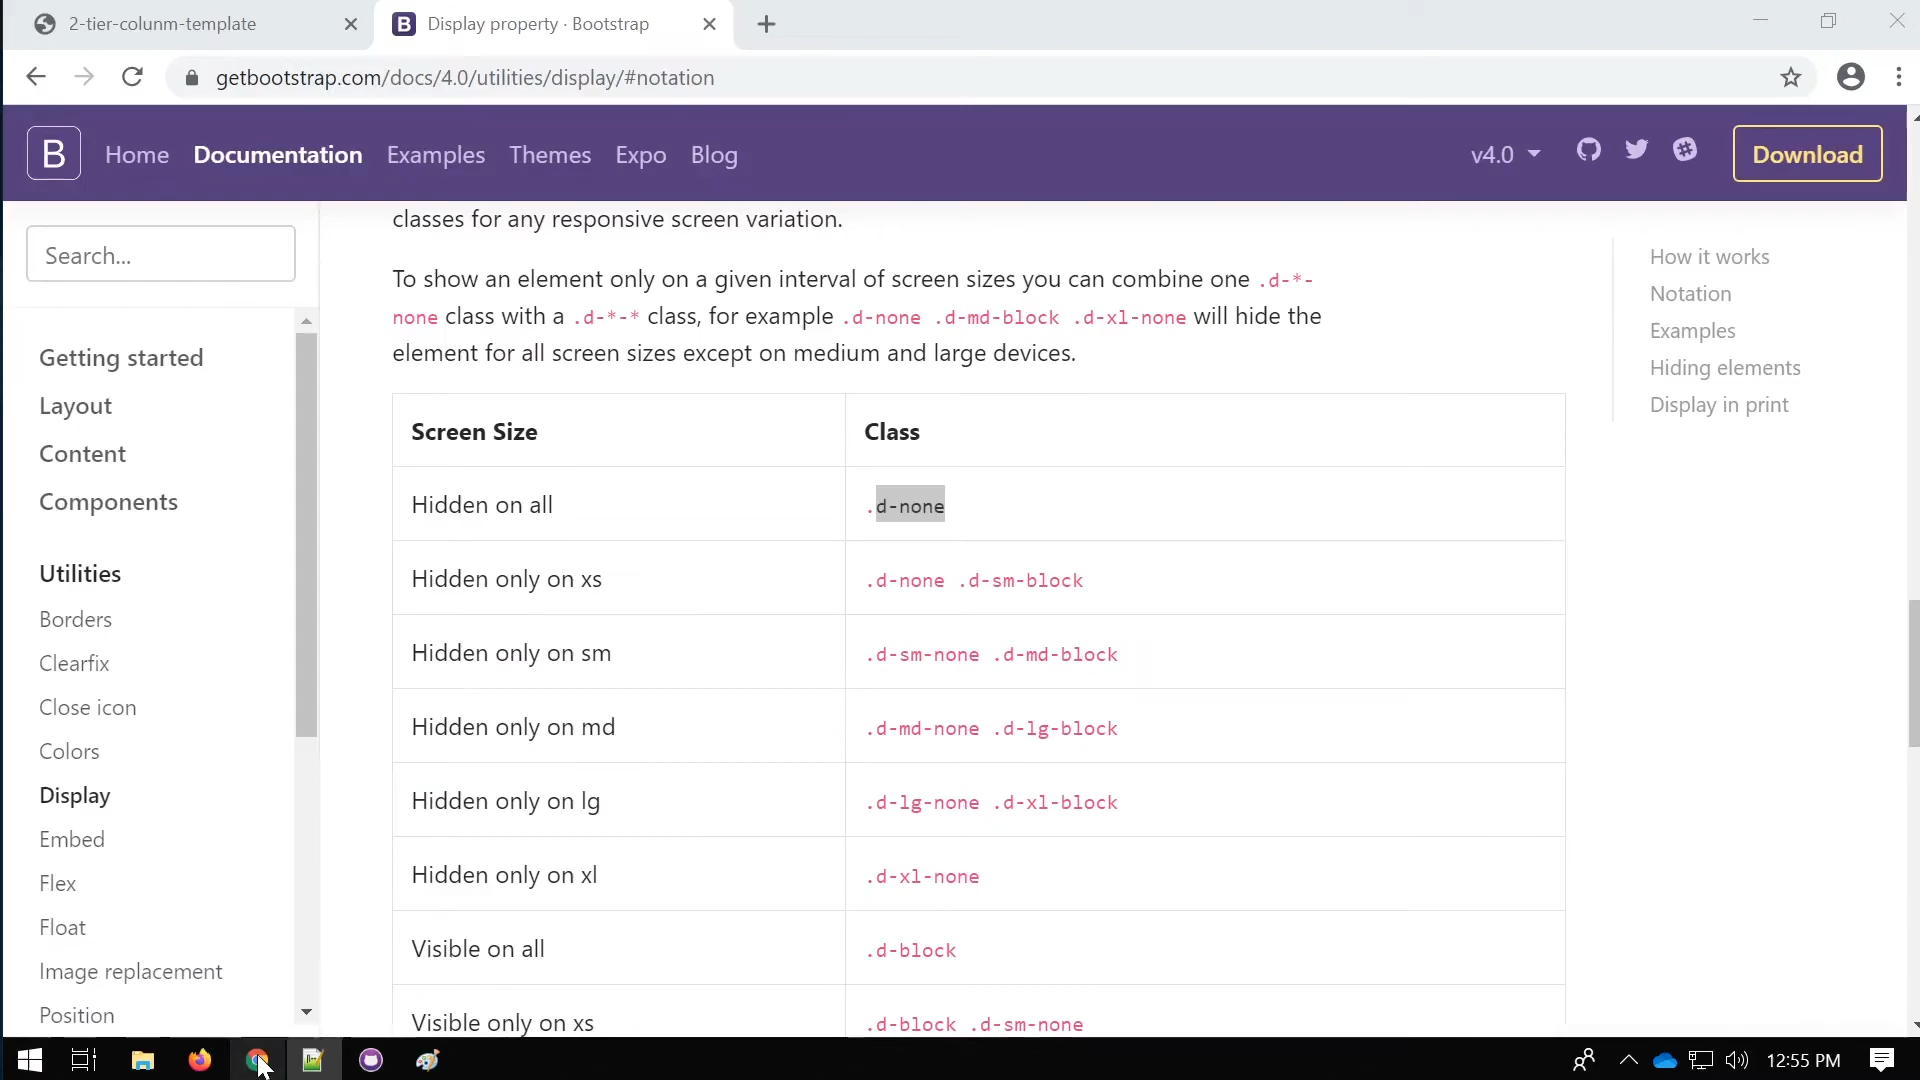 2-tier-colunm-template
Display property · Bootstrap
getbootstrap.com/docs/4.0/utilities/display/#notation
B Home Documentation Examples Themes Expo Blog v4.0 Download
Search...
Getting started
Layout
Content
Components
Utilities
Borders
Clearfix
Close icon
Colors
Display
Embed
Flex
Float
Image replacement
Position
classes for any responsive screen variation.
To show an element only on a given interval of screen sizes you can combine one .d-*-
none class with a .d-*-* class, for example .d-none .d-md-block .d-xl-none will hide the
element for all screen sizes except on medium and large devices.
Screen Size Class
Hidden on all .d-none
Hidden only on xs .d-none .d-sm-block
Hidden only on sm .d-sm-none .d-md-block
Hidden only on md .d-md-none .d-lg-block
Hidden only on lg .d-lg-none .d-xl-block
Hidden only on xl .d-xl-none
Visible on all .d-block
Visible only on xs .d-block .d-sm-none
How it works
Notation
Examples
Hiding elements
Display in print
12:55 PM